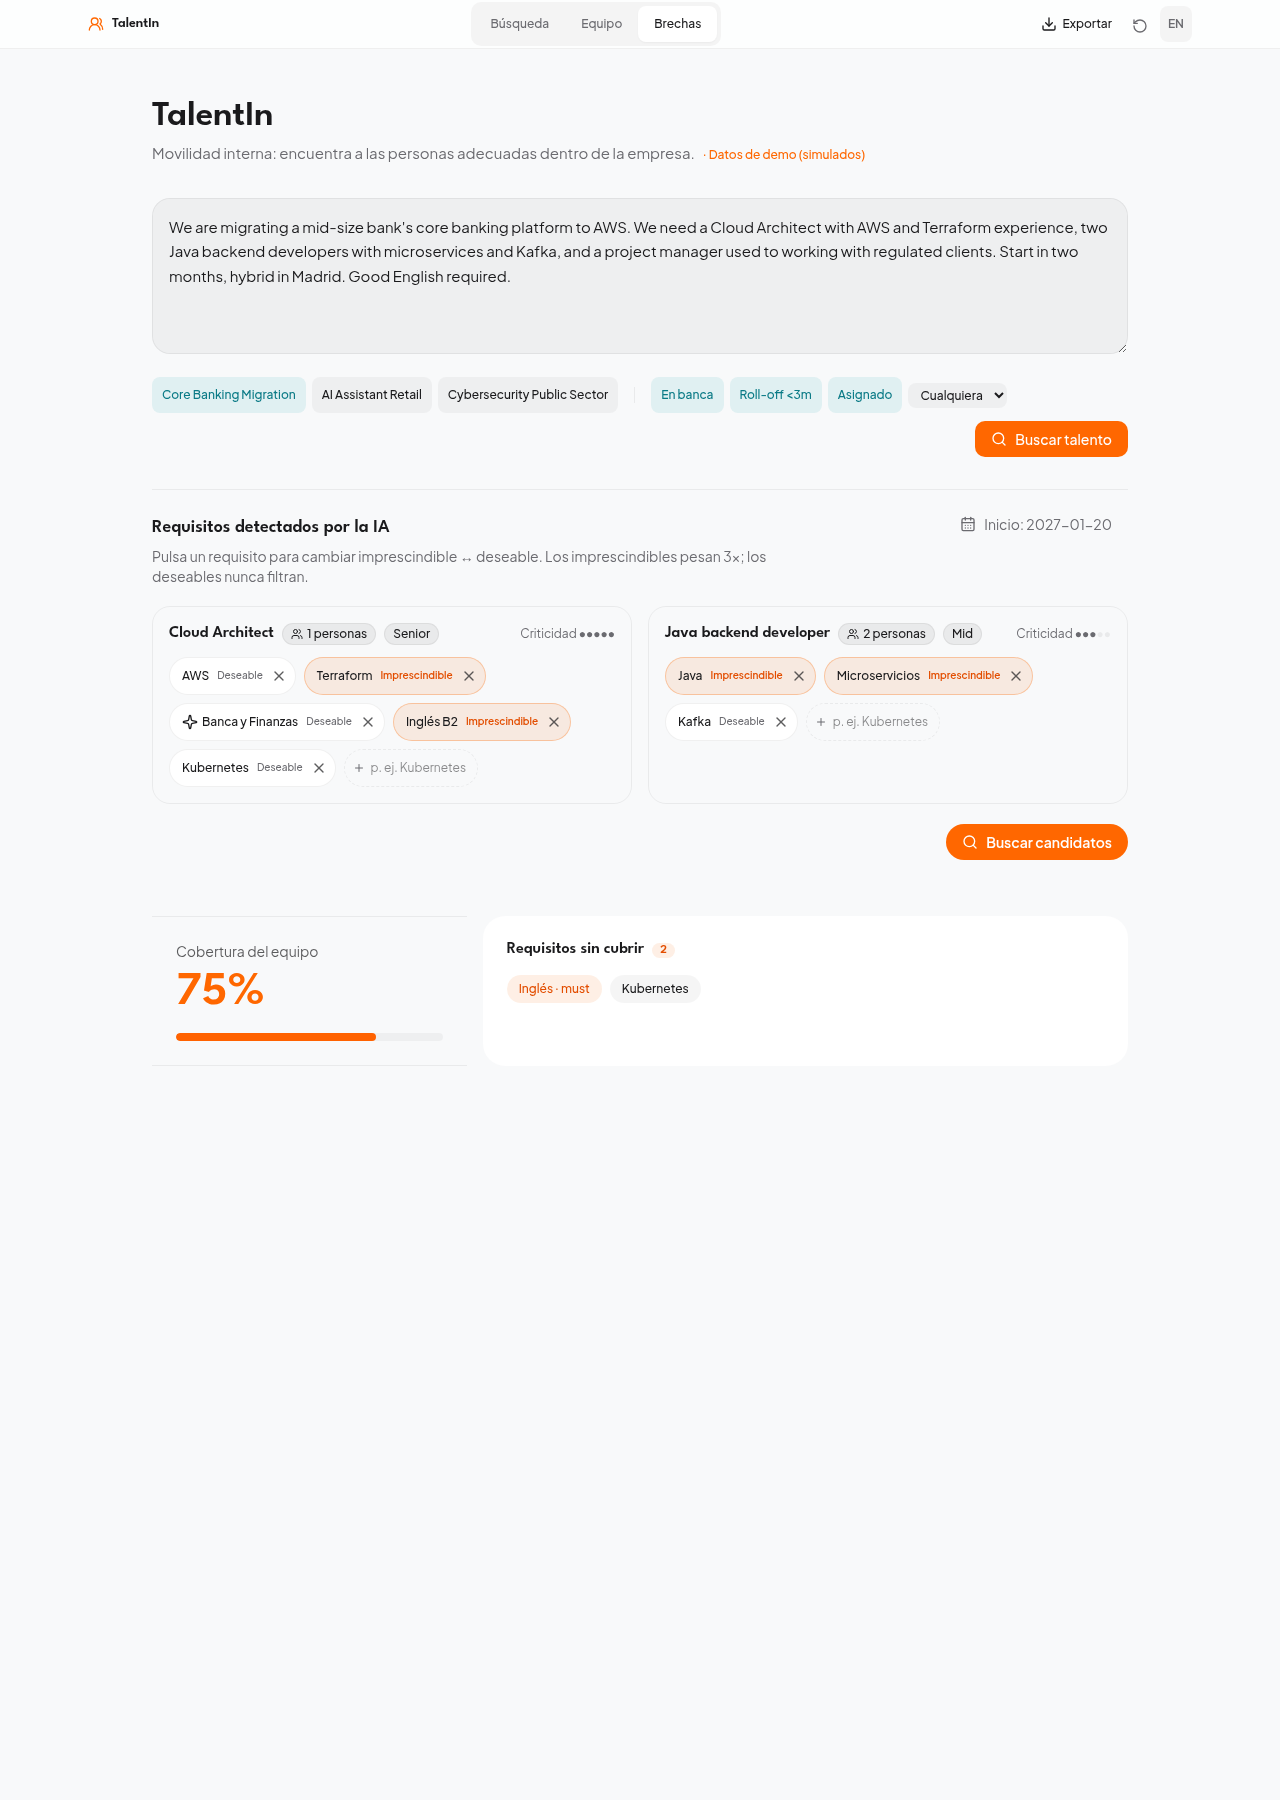 TalentIn
Búsqueda
Equipo
Brechas
Exportar
EN
TalentIn
Movilidad interna: encuentra a las personas adecuadas dentro de la empresa. · Datos de demo (simulados)
We are migrating a mid-size bank's core banking platform to AWS. We need a Cloud Architect with AWS and Terraform experience, two
Java backend developers with microservices and Kafka, and a project manager used to working with regulated clients. Start in two
months, hybrid in Madrid. Good English required.
Core Banking Migration
AI Assistant Retail
Cybersecurity Public Sector
En banca
Roll-off <3m
Asignado
Cualquiera
Buscar talento
Requisitos detectados por la IA
Inicio: 2027-01-20
Pulsa un requisito para cambiar imprescindible ↔ deseable. Los imprescindibles pesan 3×; los
deseables nunca filtran.
Cloud Architect 1 personas Senior Criticidad ●●●●●
AWS Deseable
Terraform Imprescindible
Banca y Finanzas Deseable
Inglés B2 Imprescindible
Kubernetes Deseable
+ p. ej. Kubernetes
Java backend developer 2 personas Mid Criticidad ●●●●●
Java Imprescindible
Microservicios Imprescindible
Kafka Deseable
+ p. ej. Kubernetes
Buscar candidatos
Cobertura del equipo
75%
Requisitos sin cubrir 2
Inglés · must
Kubernetes